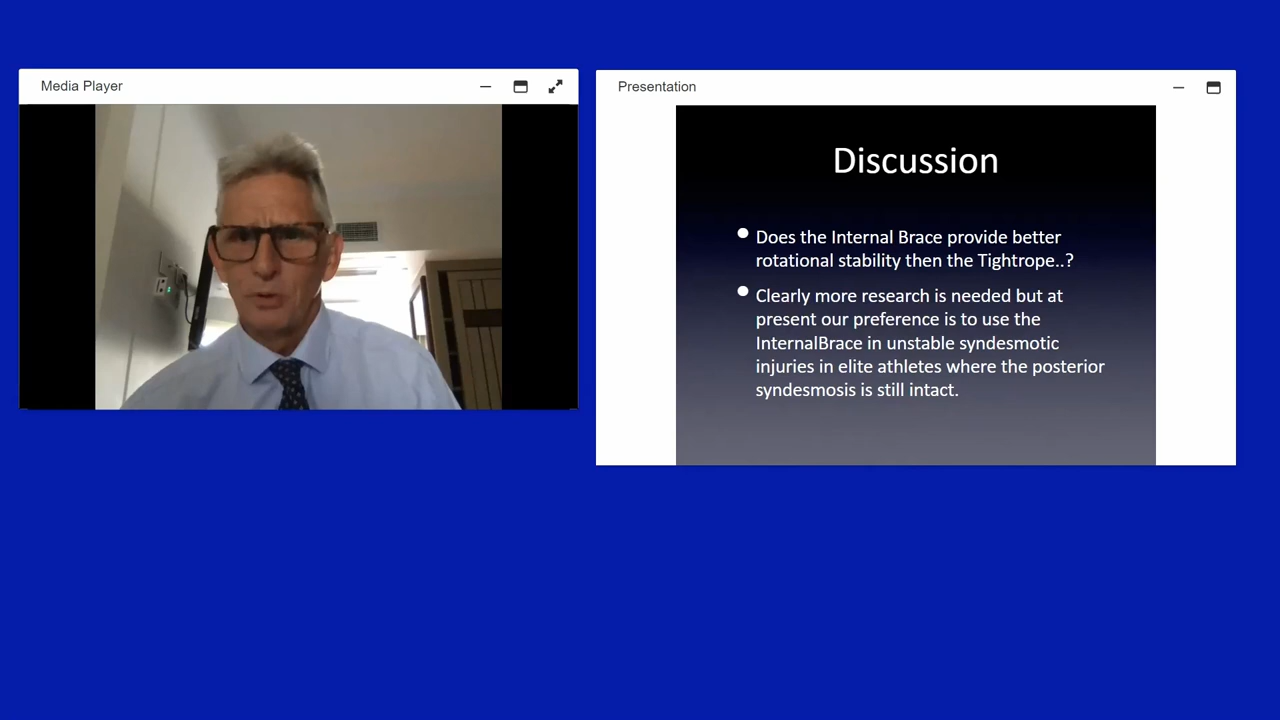 Media Player
Presentation
Discussion
Does the Internal Brace provide better
rotational stability then the Tightrope..?
Clearly more research is needed but at
present our preference is to use the
InternalBrace in unstable syndesmotic
injuries in elite athletes where the posterior
syndesmosis is still intact.